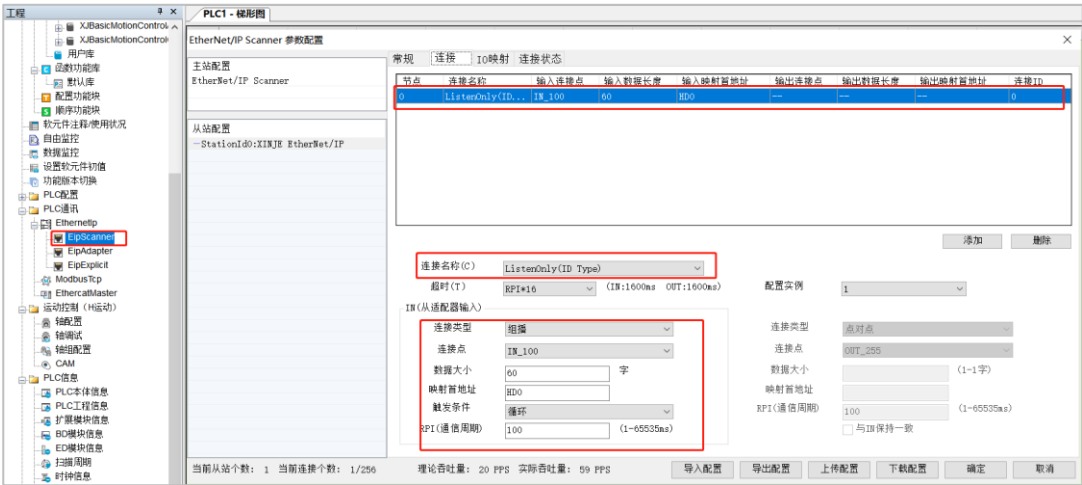 工程
XJBasicMotionControl
XJBasicMotionControl
用户库
函数功能库
默认库
配置功能块
顺序功能块
软元件注释/使用状况
自由监控
数据监控
设置软元件初值
功能版本切换
PLC配置
PLC通讯
EthernetIp
EipScanner
EipAdapter
EipExplicit
ModbusTcp
EthercatMaster
运动控制（H运动）
轴配置
轴调试
轴组配置
CAM
PLC信息
PLC本体信息
PLC工程信息
扩展模块信息
BD模块信息
ED模块信息
扫描周期
时钟信息
PLC1 - 梯形图
EtherNet/IP Scanner 参数配置
主站配置
EtherNet/IP Scanner
从站配置
StationId0:XINJE EtherNet/IP
常规 连接 IO映射 连接状态
节点 连接名称 输入连接点 输入数据长度 输入映射首地址 输出连接点 输出数据长度 输出映射首地址 连接ID
0 ListenOnly(ID... IN_100 60 HD0 -- -- -- 0
添加 删除
连接名称(C) ListenOnly(ID Type)
超时(T) RPI*16 (IN:1600ms OUT:1600ms) 配置实例 1
IN(从适配器输入)
连接类型 组播 连接类型 点对点
连接点 IN_100 连接点 OUT_255
数据大小 60 字 数据大小 (1-1字)
映射首地址 HD0 映射首地址
触发条件 循环 RPI(通信周期) 100 (1-65535ms)
RPI(通信周期) 100 (1-65535ms) 与IN保持一致
当前从站个数: 1 当前连接个数: 1/256 理论吞吐量: 20 PPS 实际吞吐量: 59 PPS 导入配置 导出配置 上传配置 下载配置 确定 取消